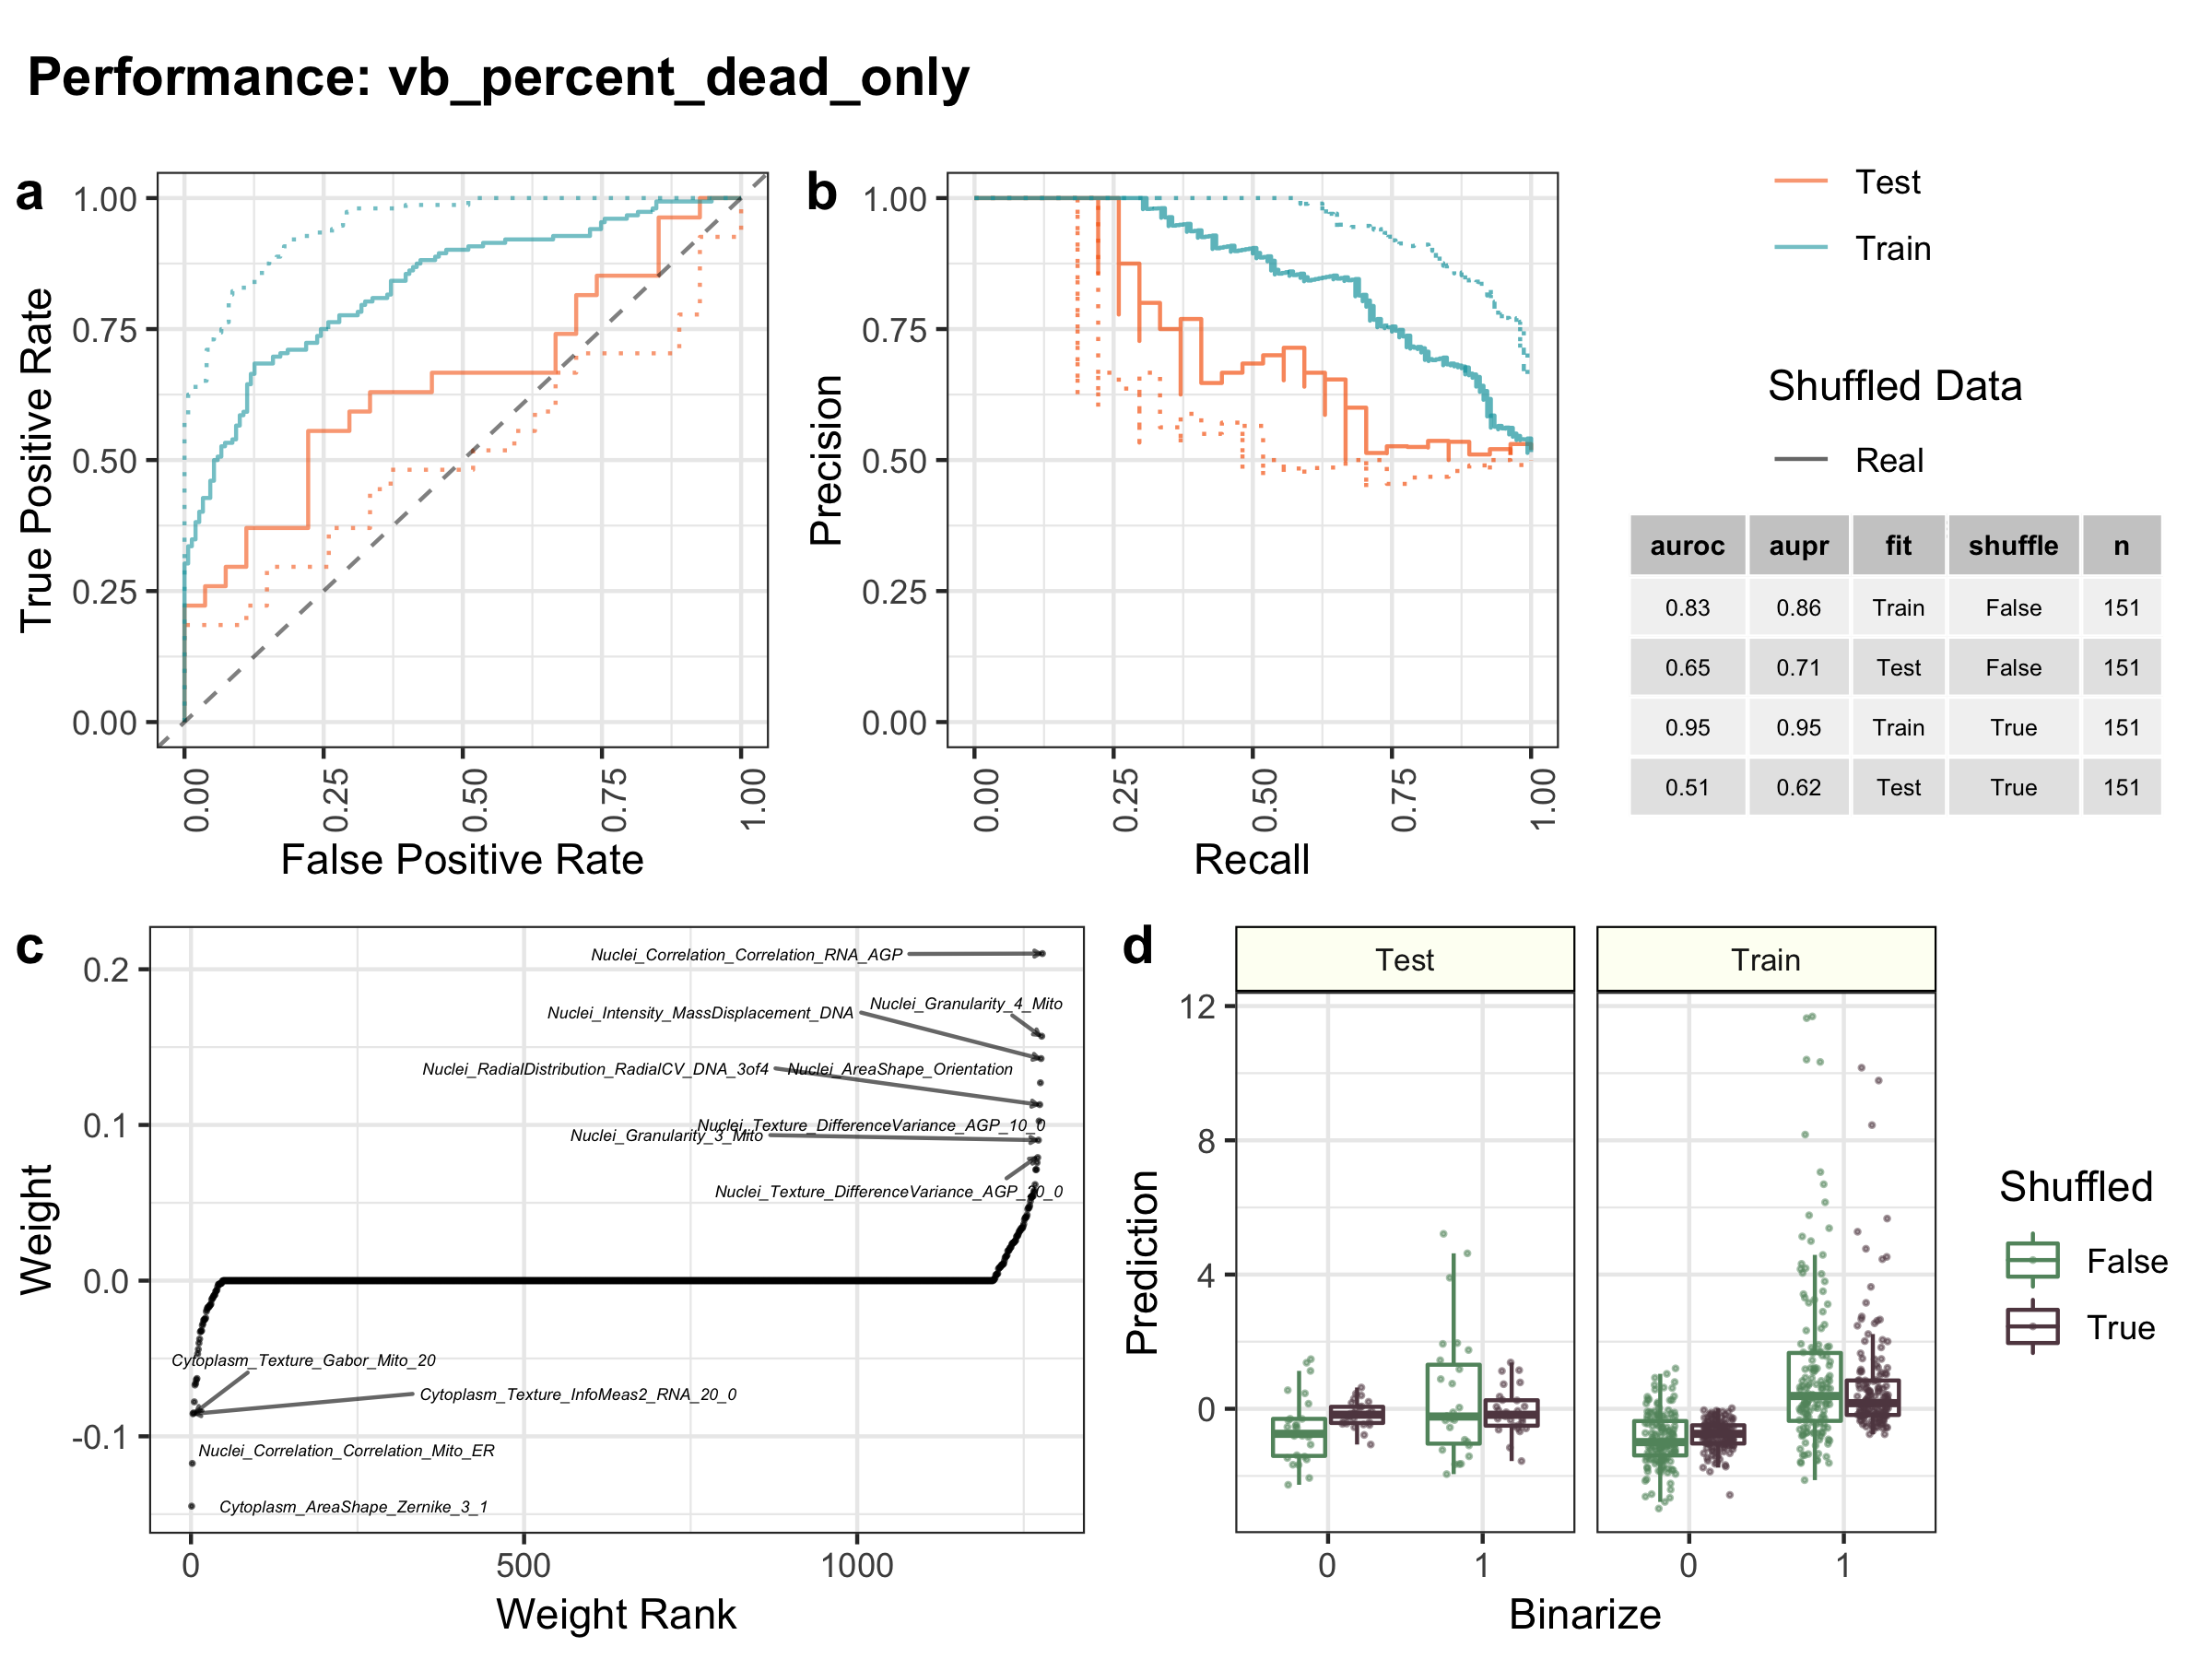 Performance: vb_percent_dead_only
a
True Positive Rate
1.00
0.75
0.50
0.25
0.00
0.00
0.25
0.50
0.75
1.00
False Positive Rate
b
Precision
1.00
0.75
0.50
0.25
0.00
0.00
0.25
0.50
0.75
1.00
Recall
Test
Train
Shuffled Data
Real
auroc aupr fit shuffle n
0.83 0.86 Train False 151
0.65 0.71 Test False 151
0.95 0.95 Train True 151
0.51 0.62 Test True 151
c
Weight
0.2
0.1
0.0
-0.1
Nuclei_Correlation_Correlation_RNA_AGP
Nuclei_Granularity_4_Mito
Nuclei_Intensity_MassDisplacement_DNA
Nuclei_RadialDistribution_RadialCV_DNA_3of4
Nuclei_AreaShape_Orientation
Nuclei_Texture_DifferenceVariance_AGP_10_0
Nuclei_Granularity_3_Mito
Nuclei_Texture_DifferenceVariance_AGP_20_0
Cytoplasm_Texture_Gabor_Mito_20
Cytoplasm_Texture_InfoMeas2_RNA_20_0
Nuclei_Correlation_Correlation_Mito_ER
Cytoplasm_AreaShape_Zernike_3_1
0
500
1000
Weight Rank
d
Test
Train
Prediction
12
8
4
0
0
1
0
1
Binarize
Shuffled
False
True